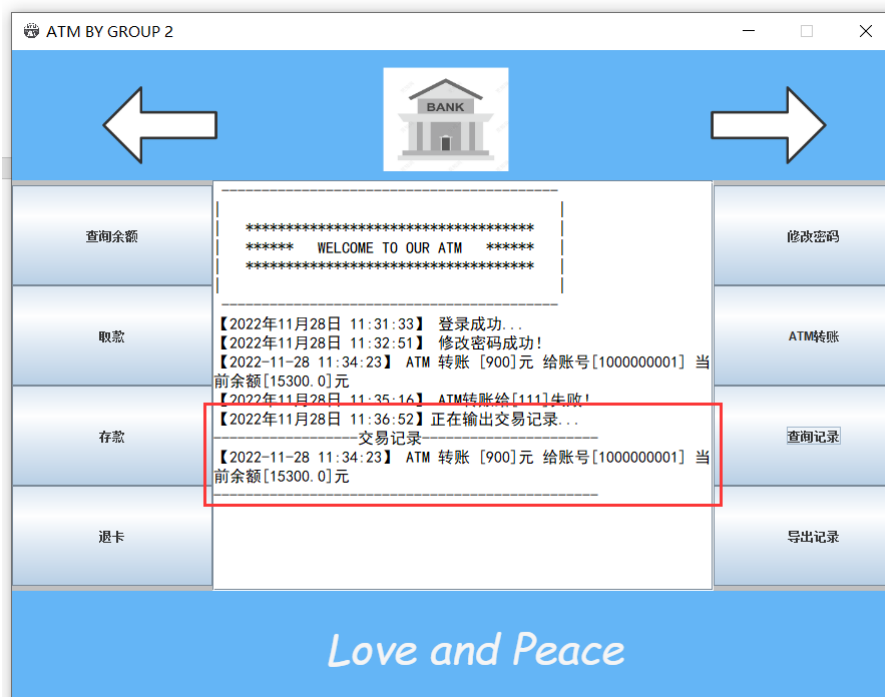 ATM BY GROUP 2
BANK
查询余额
取款
存款
退卡
-------------------------------------------
************************************
****** WELCOME TO OUR ATM ******
************************************
-------------------------------------------
【2022年11月28日 11:31:33】 登录成功...
【2022年11月28日 11:32:51】 修改密码成功!
【2022-11-28 11:34:23】 ATM 转账 [900]元 给账号[1000000001] 当
前余额[15300.0]元
【2022年11月28日 11:35:16】 ATM转账给[111]失败!
【2022年11月28日 11:36:52】正在输出交易记录...
------------------交易记录----------------------
【2022-11-28 11:34:23】 ATM 转账 [900]元 给账号[1000000001] 当
前余额[15300.0]元
------------------------------------------------
修改密码
ATM转账
查询记录
导出记录
Love and Peace